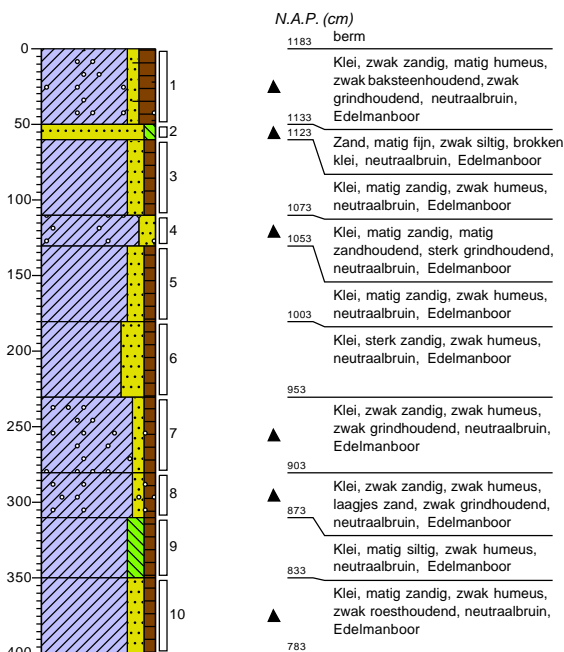 N.A.P. (cm)
0
1183
berm
1
Klei, zwak zandig, matig humeus,
zwak baksteenhoudend, zwak
grindhoudend, neutraalbruin,
Edelmanboor
50
1133
2
1123
Zand, matig fijn, zwak siltig, brokken
klei, neutraalbruin, Edelmanboor
3
Klei, matig zandig, zwak humeus,
neutraalbruin, Edelmanboor
100
1073
4
1053
Klei, matig zandig, matig
zandhoudend, sterk grindhoudend,
neutraalbruin, Edelmanboor
150
5
Klei, matig zandig, zwak humeus,
neutraalbruin, Edelmanboor
1003
200
6
Klei, sterk zandig, zwak humeus,
neutraalbruin, Edelmanboor
953
250
7
Klei, zwak zandig, zwak humeus,
zwak grindhoudend, neutraalbruin,
Edelmanboor
903
300
8
Klei, zwak zandig, zwak humeus,
laagjes zand, zwak grindhoudend,
neutraalbruin, Edelmanboor
873
9
Klei, matig siltig, zwak humeus,
neutraalbruin, Edelmanboor
350
833
10
Klei, matig zandig, zwak humeus,
zwak roesthoudend, neutraalbruin,
Edelmanboor
400
783